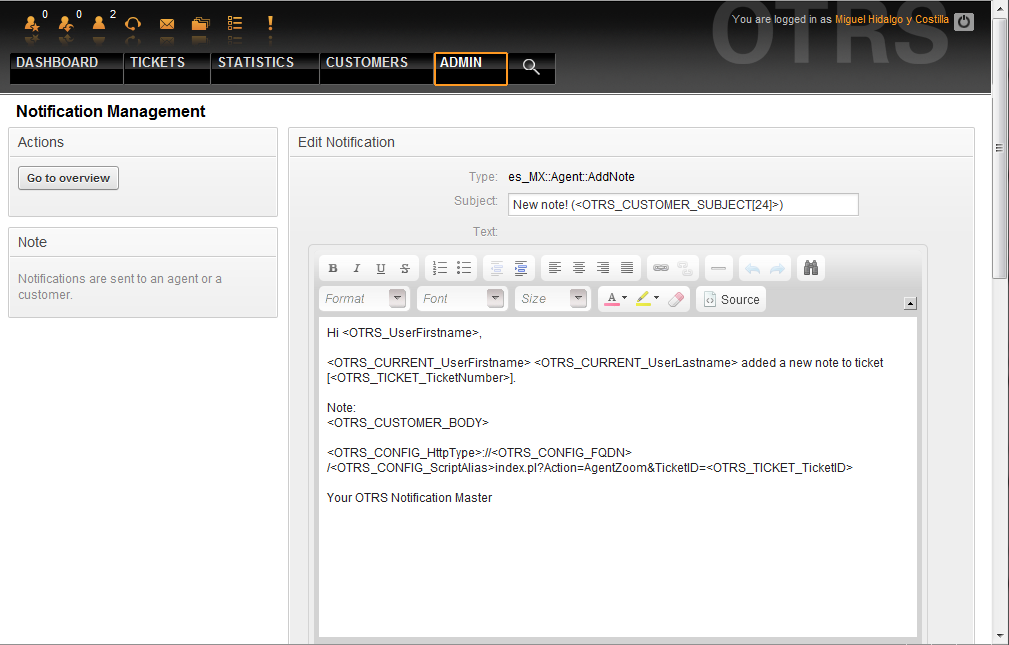 0 0 2
You are logged in as Miguel Hidalgo y Costilla
OTRS
DASHBOARD TICKETS STATISTICS CUSTOMERS ADMIN
Notification Management
Actions
Go to overview
Note
Notifications are sent to an agent or a
customer.
Edit Notification
Type: es_MX::Agent::AddNote
Subject: New note! (<OTRS_CUSTOMER_SUBJECT[24]>)
Text:
B I U S
Format Font Size A Source
Hi <OTRS_UserFirstname>,
<OTRS_CURRENT_UserFirstname> <OTRS_CURRENT_UserLastname> added a new note to ticket
[<OTRS_TICKET_TicketNumber>].
Note:
<OTRS_CUSTOMER_BODY>
<OTRS_CONFIG_HttpType>://<OTRS_CONFIG_FQDN>
/<OTRS_CONFIG_ScriptAlias>index.pl?Action=AgentZoom&TicketID=<OTRS_TICKET_TicketID>
Your OTRS Notification Master